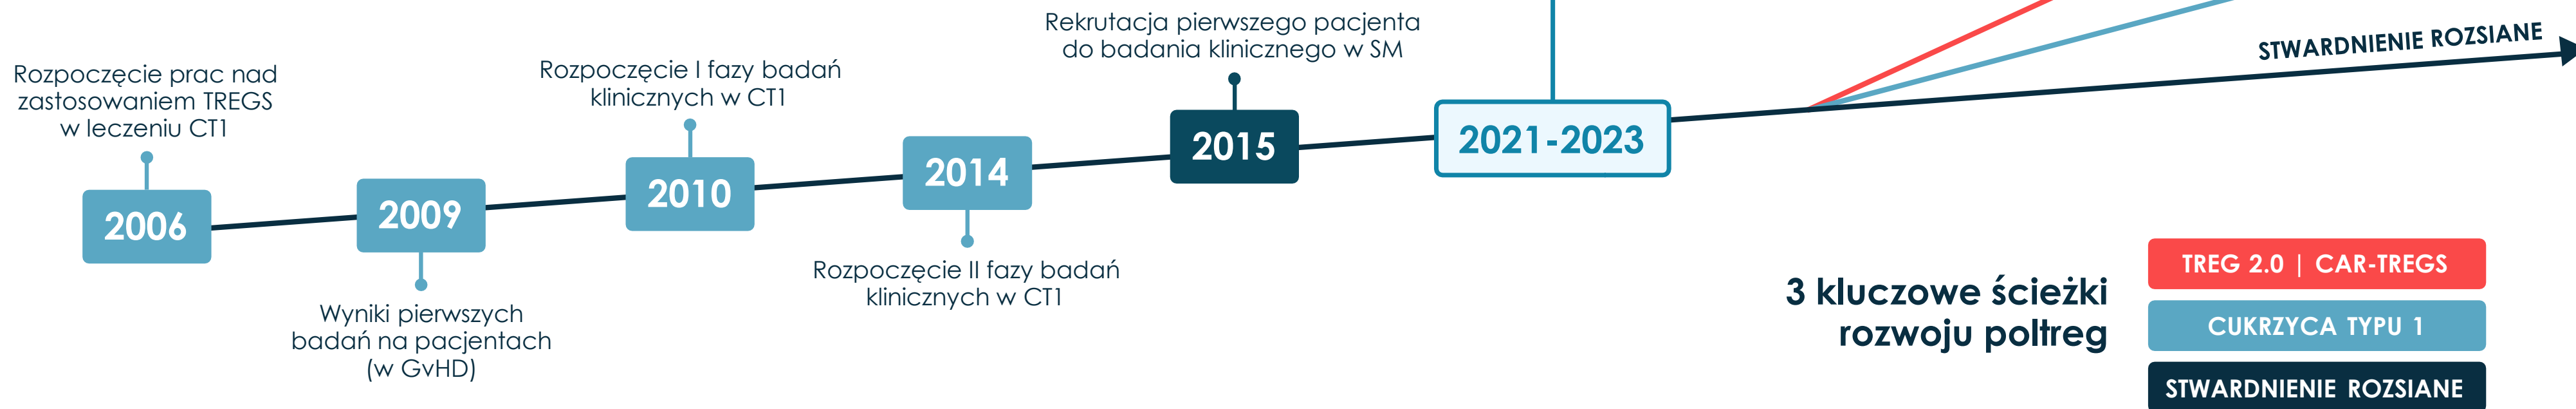 Rozpoczęcie prac nad
zastosowaniem TREGS
w leczeniu CT1
2006
2009
Wyniki pierwszych
badań na pacjentach
(w GvHD)
Rozpoczęcie I fazy badań
klinicznych w CT1
2010
2014
Rozpoczęcie II fazy badań
klinicznych w CT1
Rekrutacja pierwszego pacjenta
do badania klinicznego w SM
2015
2021-2023
STWARDNIENIE ROZSIANE
3 kluczowe ścieżki
rozwoju poltreg
TREG 2.0 | CAR-TREGS
CUKRZYCA TYPU 1
STWARDNIENIE ROZSIANE